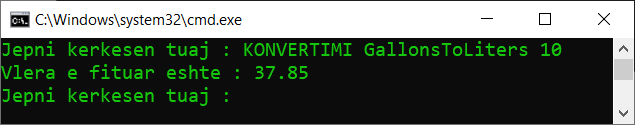 C:\Windows\system32\cmd.exe
Jepni kerkesen tuaj : KONVERTIMI GallonsToLiters 10
Vlera e fituar eshte : 37.85
Jepni kerkesen tuaj :